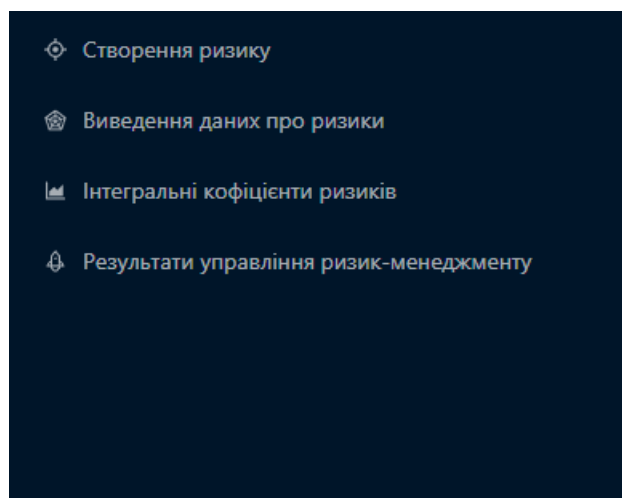 Створення ризику
Виведення даних про ризики
Інтегральні кофіцієнти ризиків
Результати управління ризик-менеджменту